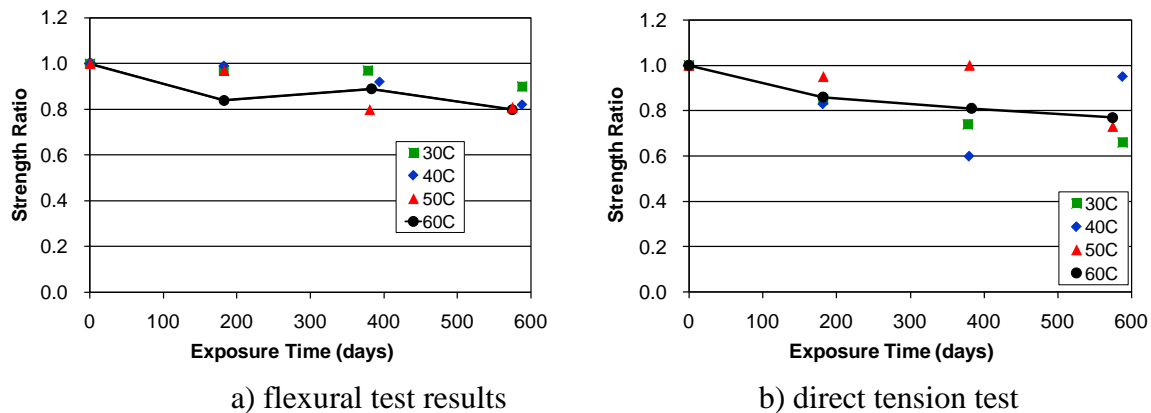 1.2
1.0
0.8
0.6
0.4
0.2
0.0
Strength Ratio
30C
40C
50C
60C
0 100 200 300 400 500 600
Exposure Time (days)
a) flexural test results
1.2
1.0
0.8
0.6
0.4
0.2
0.0
Strength Ratio
30C
40C
50C
60C
0 100 200 300 400 500 600
Exposure Time (days)
b) direct tension test